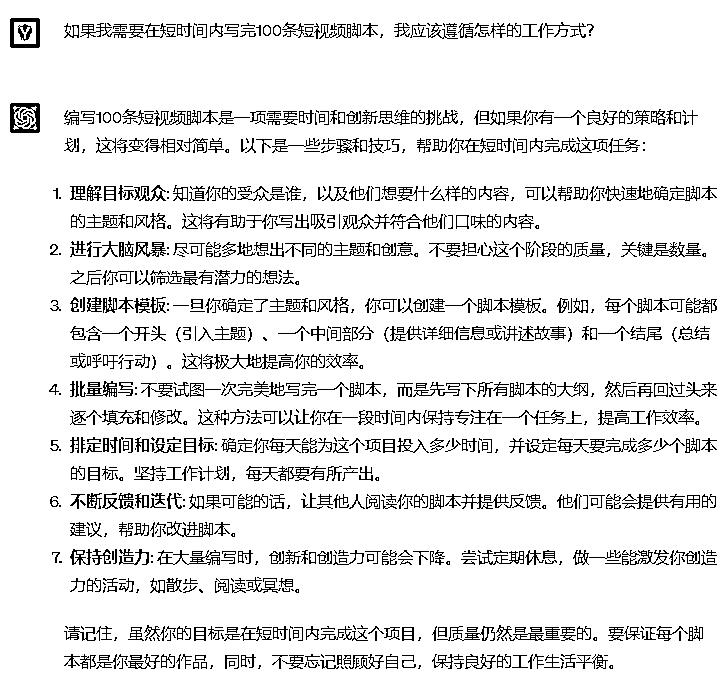 如果我需要在短时间内写完100条短视频脚本，我应该遵循怎样的工作方式？
编写100条短视频脚本是一项需要时间和创新思维的挑战，但如果你有一个良好的策略和计
划，这将变得相对简单。以下是一些步骤和技巧，帮助你在短时间内完成这项任务：
1. 理解目标观众：知道你的受众是谁，以及他们想要什么样的内容，可以帮助你快速地确定脚本
的主题和风格。这将有助于你写出吸引观众并符合他们口味的内容。
2. 进行大脑风暴：尽可能多地想出不同的主题和创意。不要担心这个阶段的质量，关键是数量。
之后你可以筛选最有潜力的想法。
3. 创建脚本模板：一旦你确定了主题和风格，你可以创建一个脚本模板。例如，每个脚本可能都
包含一个开头（引入主题）、一个中间部分（提供详细信息或讲述故事）和一个结尾（总结
或呼吁行动）。这将极大地提高你的效率。
4. 批量编写：不要试图一次完美地写完一个脚本，而是先写下所有脚本的大纲，然后再回过头来
逐个填充和修改。这种方法可以让你在一段时间内保持专注在一个任务上，提高工作效率。
5. 排定时间和设定目标：确定你每天能为这个项目投入多少时间，并设定每天要完成多少个脚本
的目标。坚持工作计划，每天都要有所产出。
6. 不断反馈和迭代：如果可能的话，让其他人阅读你的脚本并提供反馈。他们可能会提供有用的
建议，帮助你改进脚本。
7. 保持创造力：在大量编写时，创新和创造力可能会下降。尝试定期休息，做一些能激发你创造
力的活动，如散步、阅读或冥想。
请记住，虽然你的目标是在短时间内完成这个项目，但质量仍然是最重要的。要保证每个脚
本都是你最好的作品，同时，不要忘记照顾好自己，保持良好的工作生活平衡。